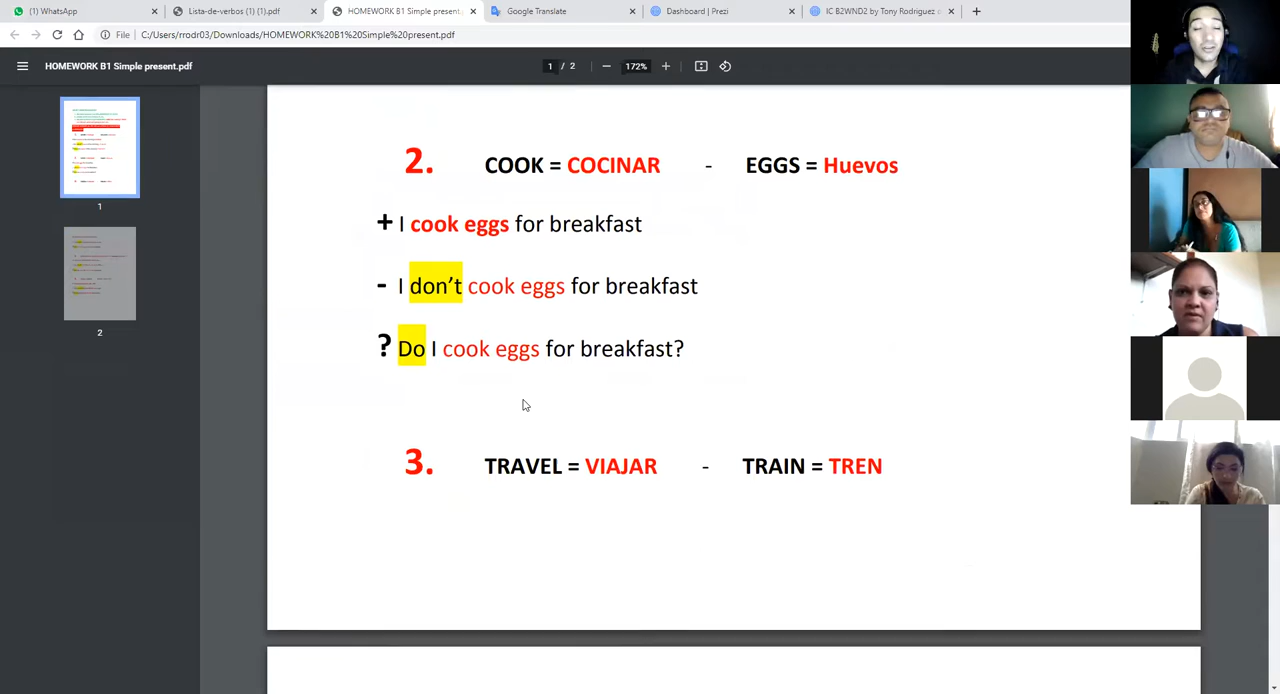 (1) WhatsApp
Lista-de-verbos (1) (1).pdf
HOMEWORK B1 Simple present.
Google Translate
Dashboard | Prezi
IC B2WND2 by Tony Rodriguez o
File | C:/Users/rrodr03/Downloads/HOMEWORK%20B1%20Simple%20present.pdf
HOMEWORK B1 Simple present.pdf
1 / 2
172%
1
2
2. COOK = COCINAR - EGGS = Huevos
+ I cook eggs for breakfast
- I don’t cook eggs for breakfast
? Do I cook eggs for breakfast?
3. TRAVEL = VIAJAR - TRAIN = TREN